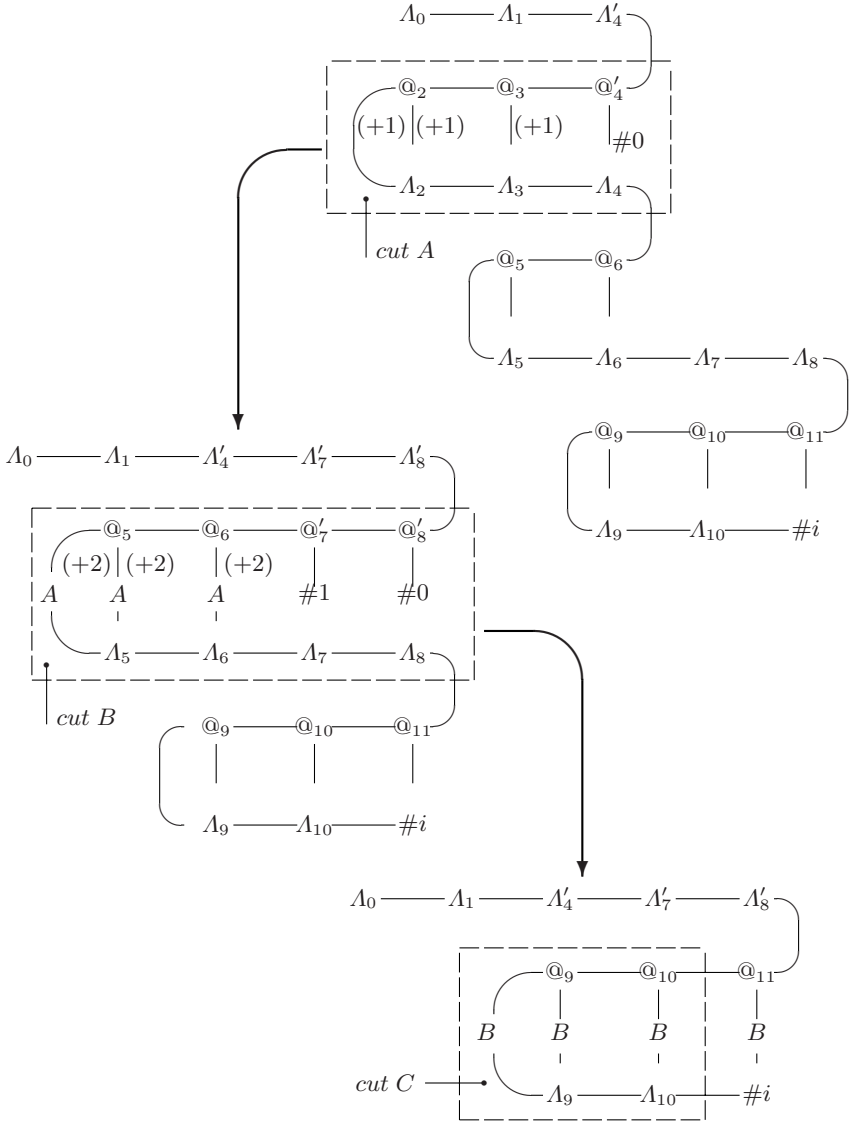 Λ₀ Λ₁ Λ′₄
@₂ @₃ @′₄
(+1) (+1) (+1) #0
Λ₂ Λ₃ Λ₄
cut A
@₅ @₆
Λ₅ Λ₆ Λ₇ Λ₈
@₉ @₁₀ @₁₁
Λ₉ Λ₁₀ #i
Λ₀ Λ₁ Λ′₄ Λ′₇ Λ′₈
@₅ @₆ @′₇ @′₈
(+2) (+2) (+2)
A A A #1 #0
Λ₅ Λ₆ Λ₇ Λ₈
cut B
@₉ @₁₀ @₁₁
Λ₉ Λ₁₀ #i
Λ₀ Λ₁ Λ′₄ Λ′₇ Λ′₈
@₉ @₁₀ @₁₁
B B B B
cut C
Λ₉ Λ₁₀ #i